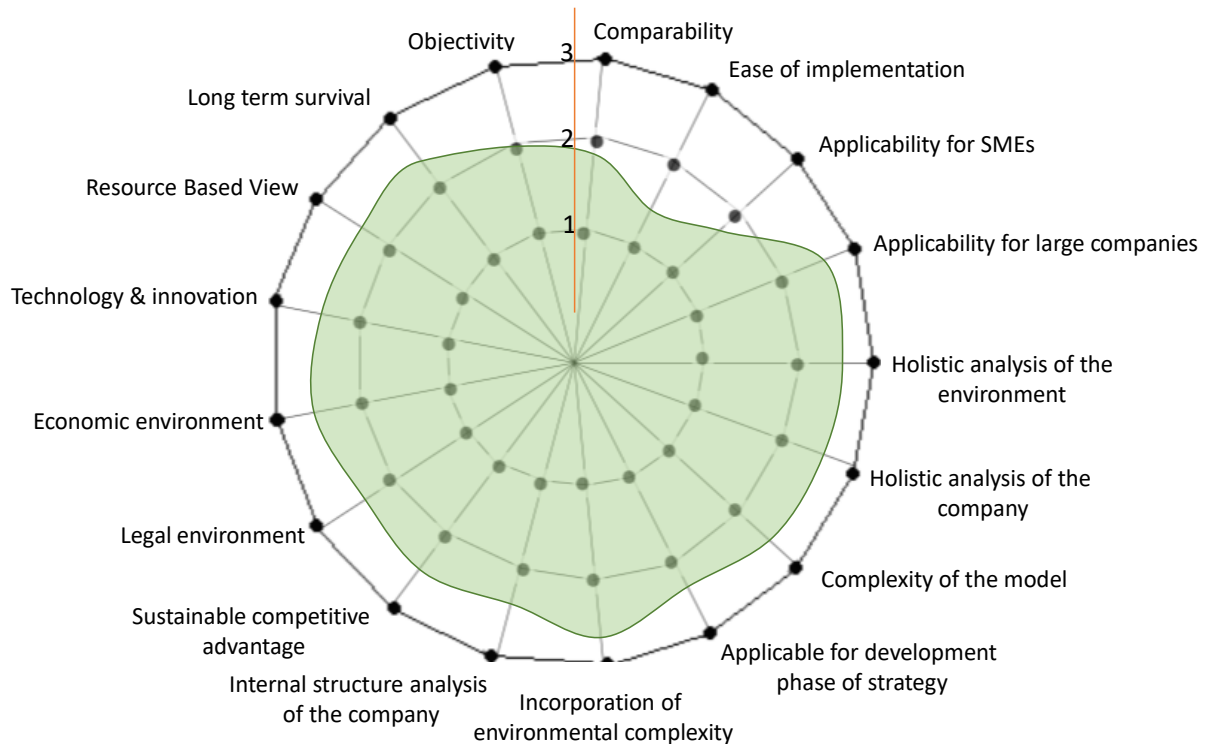 Objectivity
3
Comparability
Ease of implementation
Long term survival
2
Applicability for SMEs
Resource Based View
1
Applicability for large companies
Technology & innovation
Holistic analysis of the
environment
Economic environment
Holistic analysis of the
company
Legal environment
Complexity of the model
Sustainable competitive
advantage
Applicable for development
phase of strategy
Internal structure analysis
of the company
Incorporation of
environmental complexity